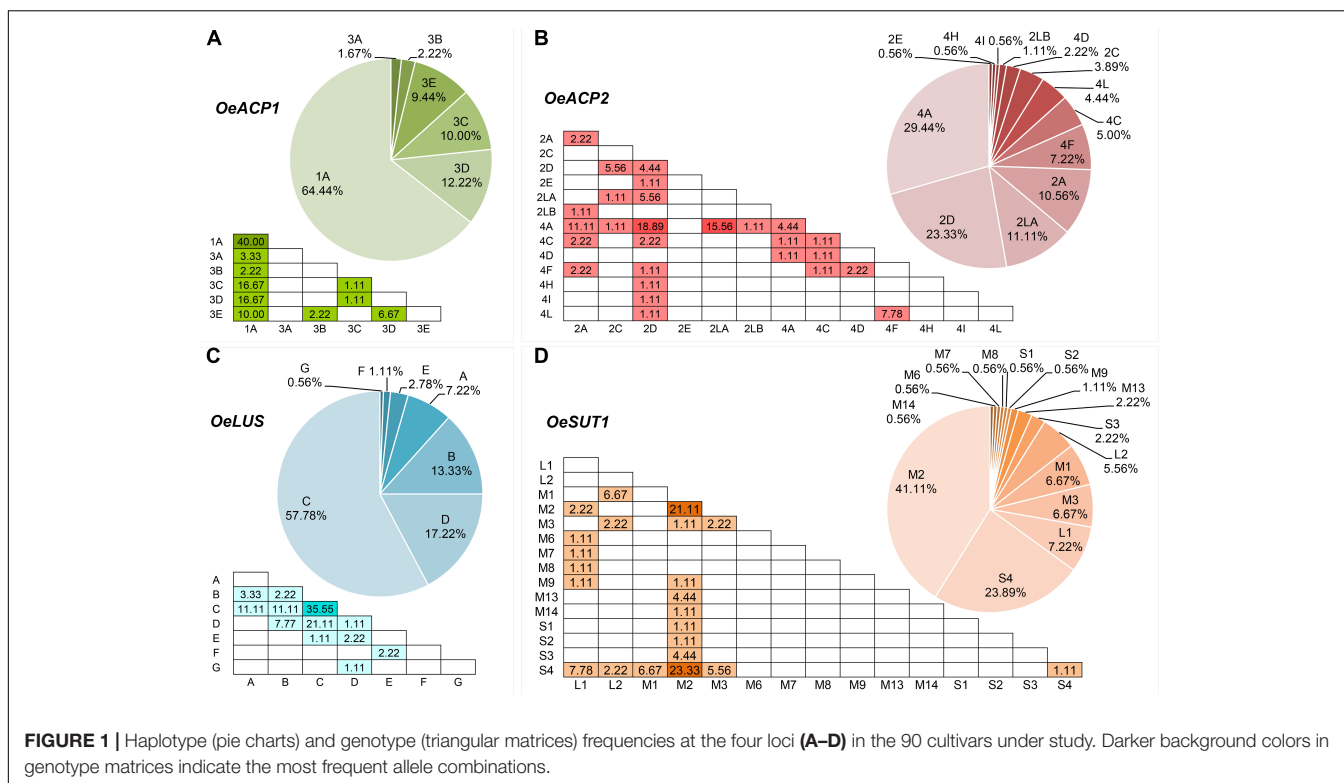 A
OeACP1
3A
1.67%
3B
2.22%
3E
9.44%
3C
10.00%
3D
12.22%
1A
64.44%
1A 40.00
3A 3.33
3B 2.22
3C 16.67 1.11
3D 16.67 1.11
3E 10.00 2.22 6.67
1A 3A 3B 3C 3D 3E
B
OeACP2
2E
0.56%
4H
0.56%
4I 0.56%
2LB
1.11%
4D
2.22%
2C
3.89%
4L
4.44%
4C
5.00%
4F
7.22%
2A
10.56%
2LA
11.11%
2D
23.33%
4A
29.44%
2A 2.22
2C
2D 5.56 4.44
2E 1.11
2LA 1.11 5.56
2LB 1.11
4A 11.11 1.11 18.89 15.56 1.11 4.44
4C 2.22 2.22 1.11 1.11
4D 1.11 1.11
4F 2.22 1.11 1.11 2.22
4H 1.11
4I 1.11
4L 1.11 7.78
2A 2C 2D 2E 2LA 2LB 4A 4C 4D 4F 4H 4I 4L
C
OeLUS
G
0.56%
F 1.11%
E
2.78%
A
7.22%
B
13.33%
D
17.22%
C
57.78%
A
B 3.33 2.22
C 11.11 11.11 35.55
D 7.77 21.11 1.11
E 1.11 2.22
F 2.22
G 1.11
A B C D E F G
D
OeSUT1
M14
0.56%
M6
0.56%
M7
0.56%
M8
0.56%
S1
0.56%
S2
0.56%
M9
1.11%
M13
2.22%
S3
2.22%
L2
5.56%
M1
6.67%
M3
6.67%
L1
7.22%
S4
23.89%
M2
41.11%
L1
L2
M1 6.67
M2 2.22 21.11
M3 2.22 1.11 2.22
M6 1.11
M7 1.11
M8 1.11
M9 1.11 1.11
M13 4.44
M14 1.11
S1 1.11
S2 1.11
S3 4.44
S4 7.78 2.22 6.67 23.33 5.56 1.11
L1 L2 M1 M2 M3 M6 M7 M8 M9 M13 M14 S1 S2 S3 S4
FIGURE 1 | Haplotype (pie charts) and genotype (triangular matrices) frequencies at the four loci (A–D) in the 90 cultivars under study. Darker background colors in
genotype matrices indicate the most frequent allele combinations.